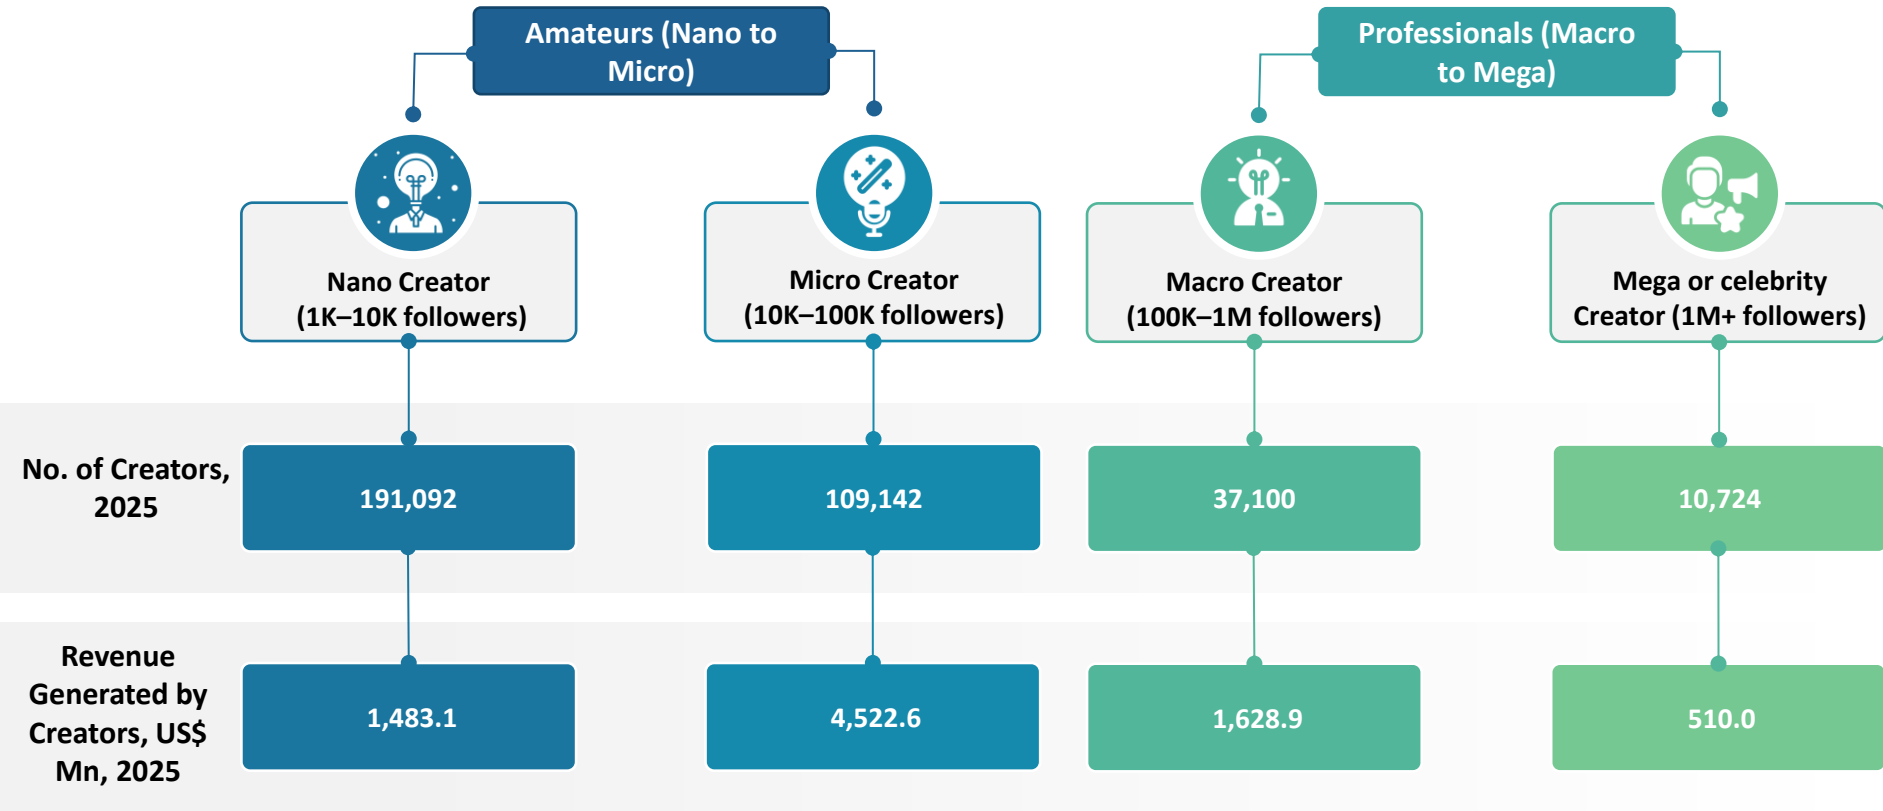 Amateurs (Nano to
Micro)
Professionals (Macro
to Mega)
Nano Creator
(1K–10K followers)
Micro Creator
(10K–100K followers)
Macro Creator
(100K–1M followers)
Mega or celebrity
Creator (1M+ followers)
No. of Creators,
2025
191,092
109,142
37,100
10,724
Revenue
Generated by
Creators, US$
Mn, 2025
1,483.1
4,522.6
1,628.9
510.0